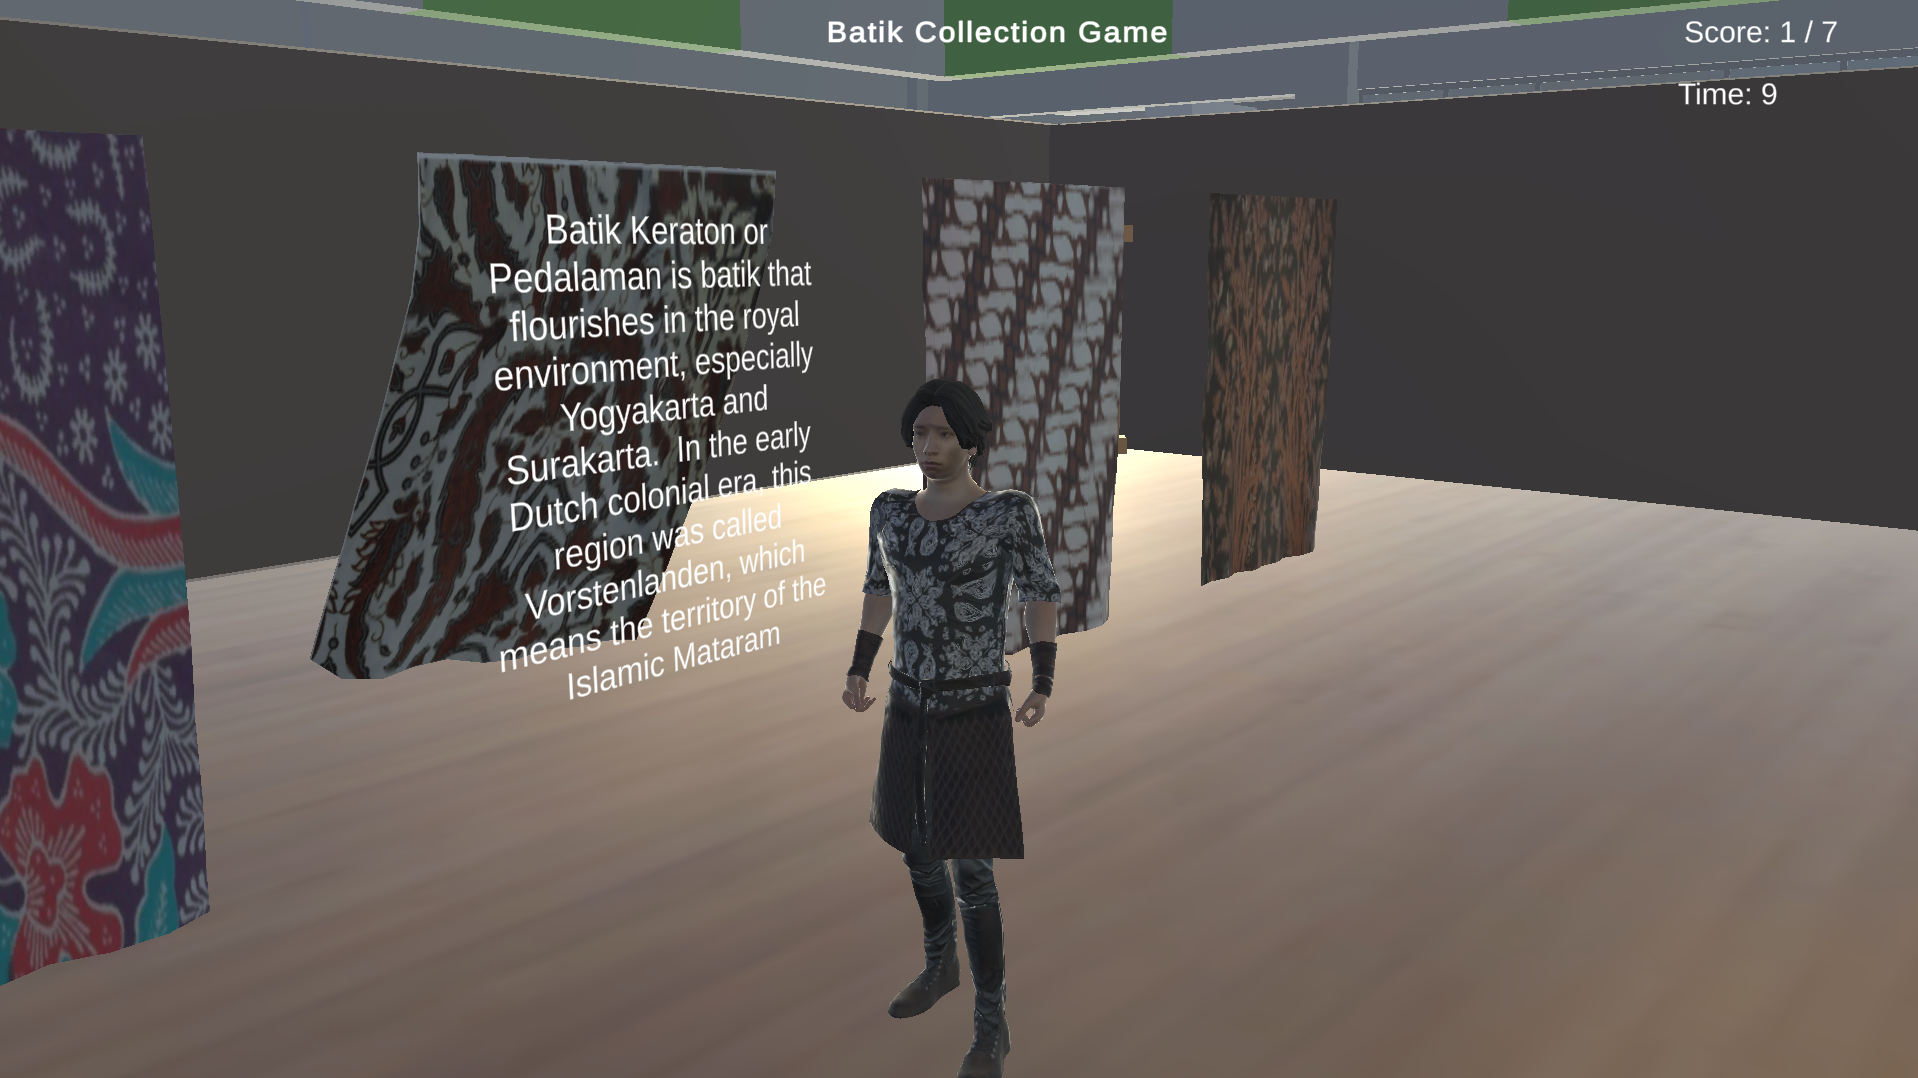 Batik Collection Game
Score: 1 / 7
Time: 9
Batik Keraton or
Pedalaman is batik that
flourishes in the royal
environment, especially
Yogyakarta and
Surakarta.  In the early
Dutch colonial era, this
region was called
Vorstenlanden, which
means the territory of the
Islamic Mataram